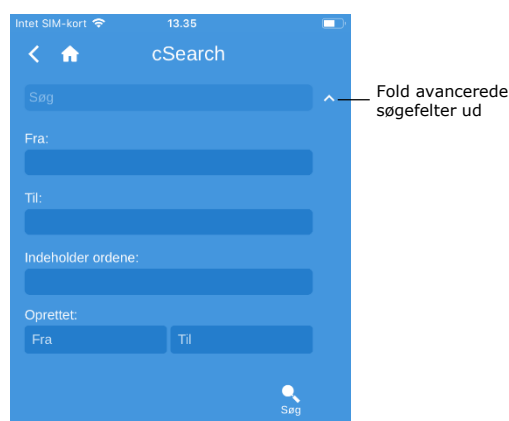 Intet SIM-kort 13.35
cSearch
Søg
Fold avancerede
søgefelter ud
Fra:
Til:
Indeholder ordene:
Oprettet:
Fra Til
Søg